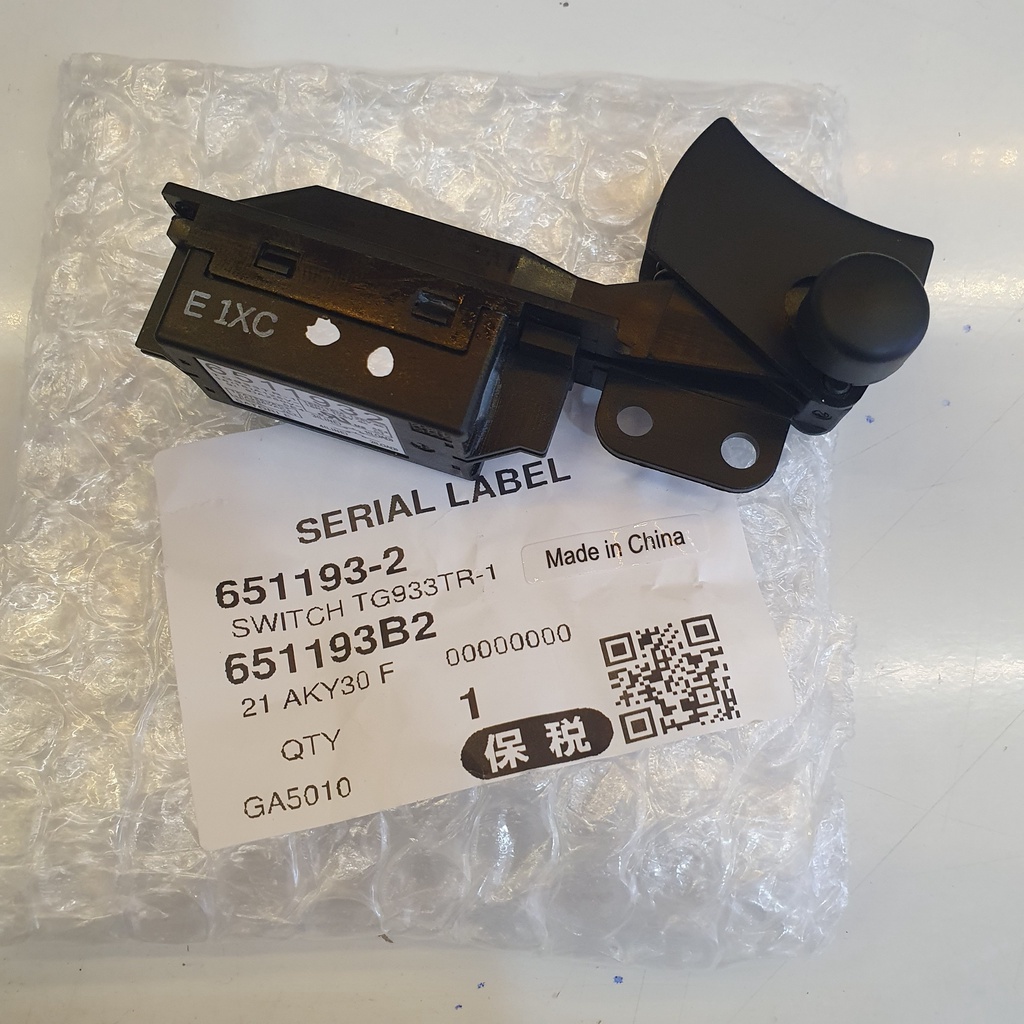 E 1XC
SERIAL LABEL
651193-2
Made in China
SWITCH TG933TR-1
651193B2
00000000
21 AKY30 F
1
QTY
保税
GA5010